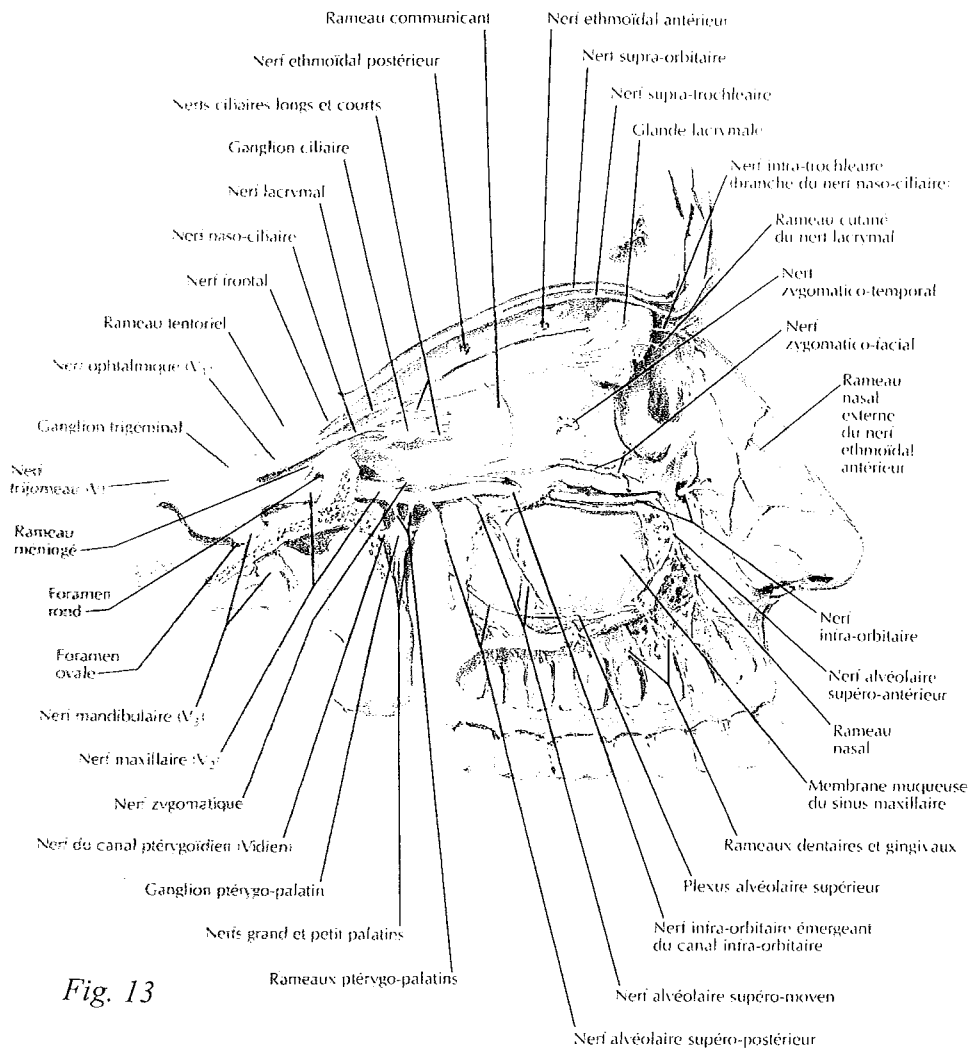 Rameau communicant
Nerf ethmoïdal antérieur
Nerf ethmoïdal postérieur
Nerf supra-orbitaire
Nerfs ciliaires longs et courts
Nerf supra-trochléaire
Ganglion ciliaire
Glande lacrymale
Nerf lacrymal
Nerf infra-trochléaire
(branche du nerf naso-ciliaire)
Nerf naso-ciliaire
Rameau cutané
du nerf lacrymal
Nerf frontal
Nerf
zygomatico-temporal
Rameau tentoriel
Nerf
zygomatico-facial
Nerf ophtalmique (V1)
Rameau
nasal
externe
du nerf
ethmoïdal
antérieur
Ganglion trigéminal
Nerf
trijumeau (V)
Rameau
méningé
Foramen
rond
Foramen
ovale
Nerf mandibulaire (V3)
Nerf maxillaire (V2)
Nerf zygomatique
Nerf du canal ptérygoïdien (Vidien)
Ganglion ptérygo-palatin
Nerfs grand et petit palatins
Rameaux ptérygo-palatins
Nerf
infra-orbitaire
Nerf alvéolaire
supéro-antérieur
Rameau
nasal
Membrane muqueuse
du sinus maxillaire
Rameaux dentaires et gingivaux
Plexus alvéolaire supérieur
Nerf infra-orbitaire émergeant
du canal infra-orbitaire
Nerf alvéolaire supéro-moyen
Nerf alvéolaire supéro-postérieur
Fig. 13